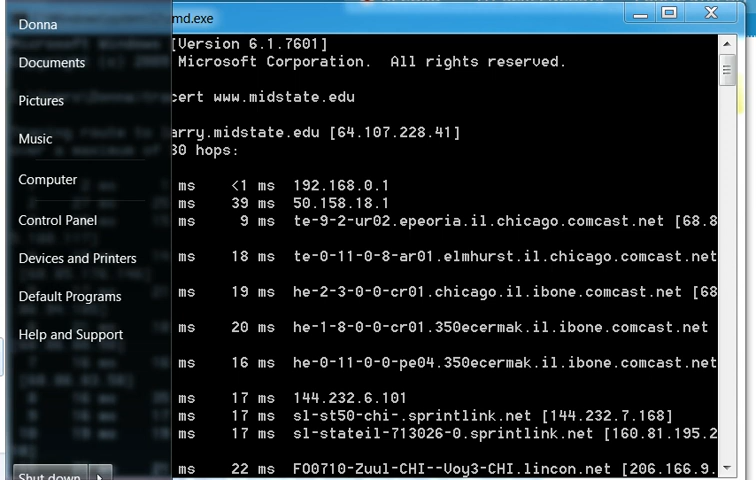 Donna
Documents
Pictures
Music
Computer
Control Panel
Devices and Printers
Default Programs
Help and Support
Shut down
md.exe
[Version 6.1.7601]
Microsoft Corporation. All rights reserved.
cert www.midstate.edu
arry.midstate.edu [64.107.228.41]
30 hops:
ms <1 ms 192.168.0.1
ms 39 ms 50.158.18.1
ms 9 ms te-9-2-ur02.epeoria.il.chicago.comcast.net [68.8
ms 18 ms te-0-11-0-8-ar01.elmhurst.il.chicago.comcast.net
ms 19 ms he-2-3-0-0-cr01.chicago.il.ibone.comcast.net [68
ms 20 ms he-1-8-0-0-cr01.350ecermak.il.ibone.comcast.net
ms 16 ms he-0-11-0-0-pe04.350ecermak.il.ibone.comcast.net
ms 17 ms 144.232.6.101
ms 17 ms sl-st50-chi-.sprintlink.net [144.232.7.168]
ms 17 ms sl-stateil-713026-0.sprintlink.net [160.81.195.2
ms 22 ms FO0710-Zuul-CHI--Voy3-CHI.lincon.net [206.166.9.